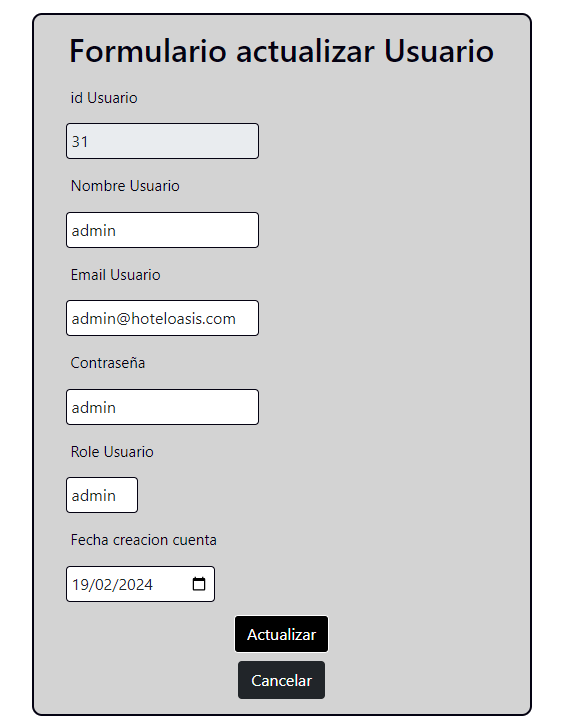 Formulario actualizar Usuario
id Usuario
31
Nombre Usuario
admin
Email Usuario
admin@hoteloasis.com
Contraseña
admin
Role Usuario
admin
Fecha creacion cuenta
19/02/2024
Actualizar
Cancelar